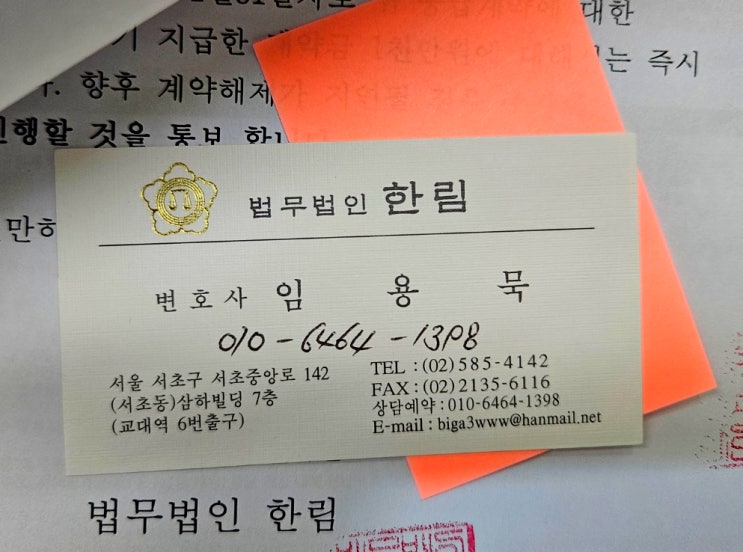 대한
지급한
는 즉시
향후 계약해제가
행할 것을 통보 합니다
법무법인 한림
변호사 임용묵
010-6464-1398
서울 서초구 서초중앙로 142
(서초동)삼하빌딩 7층
(교대역 6번출구)
TEL : (02) 585-4142
FAX : (02) 2135-6116
상담예약 : 010-6464-1398
E-mail : biga3www@hanmail.net
법무법인 한림